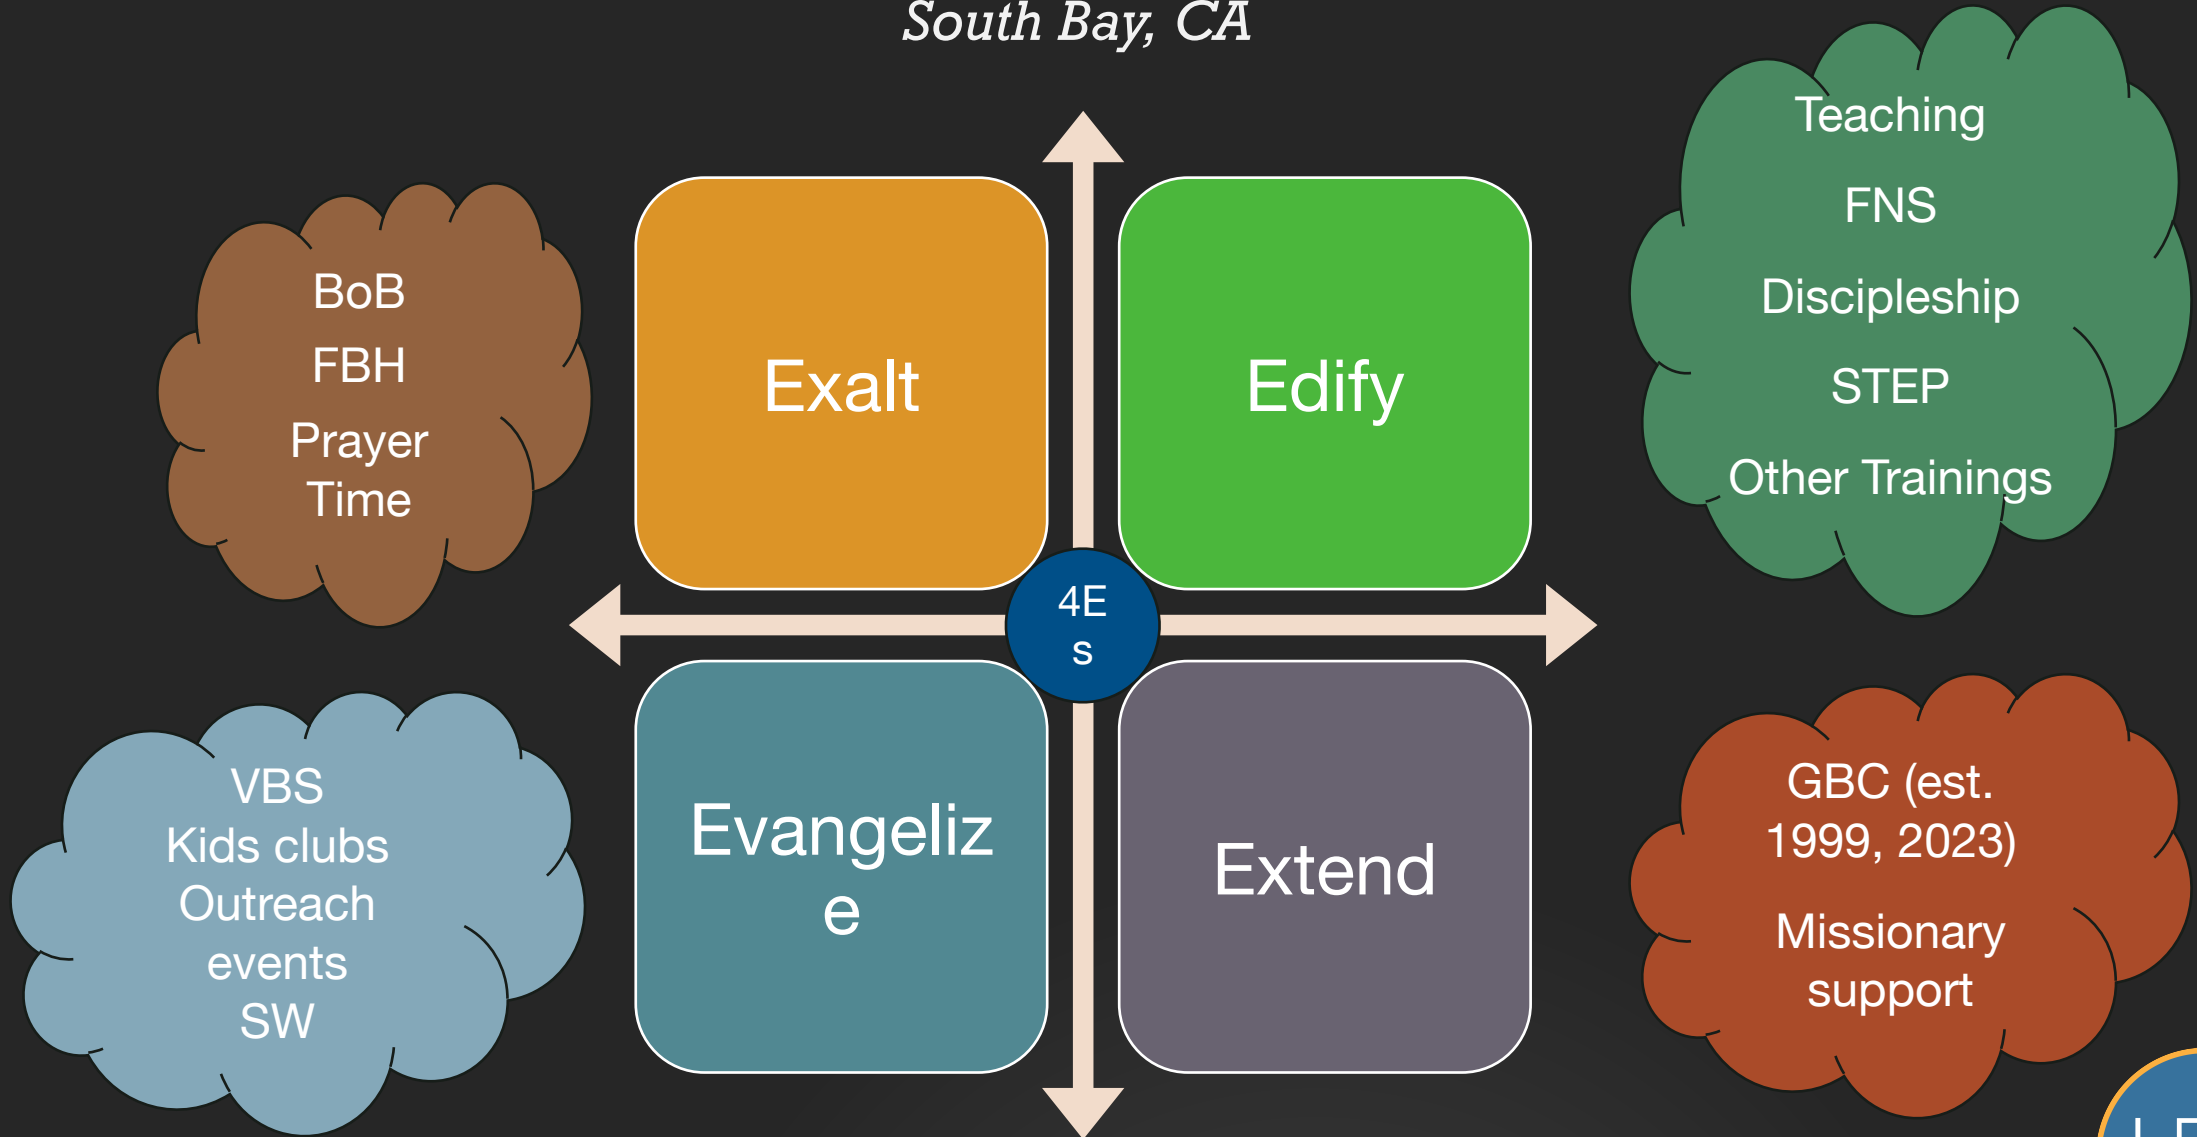 South Bay, CA
BoB
FBH
Prayer
Time
Exalt
Edify
Teaching
FNS
Discipleship
STEP
Other Trainings
4E
s
VBS
Kids clubs
Outreach
events
SW
Evangeliz
e
Extend
GBC (est.
1999, 2023)
Missionary
support